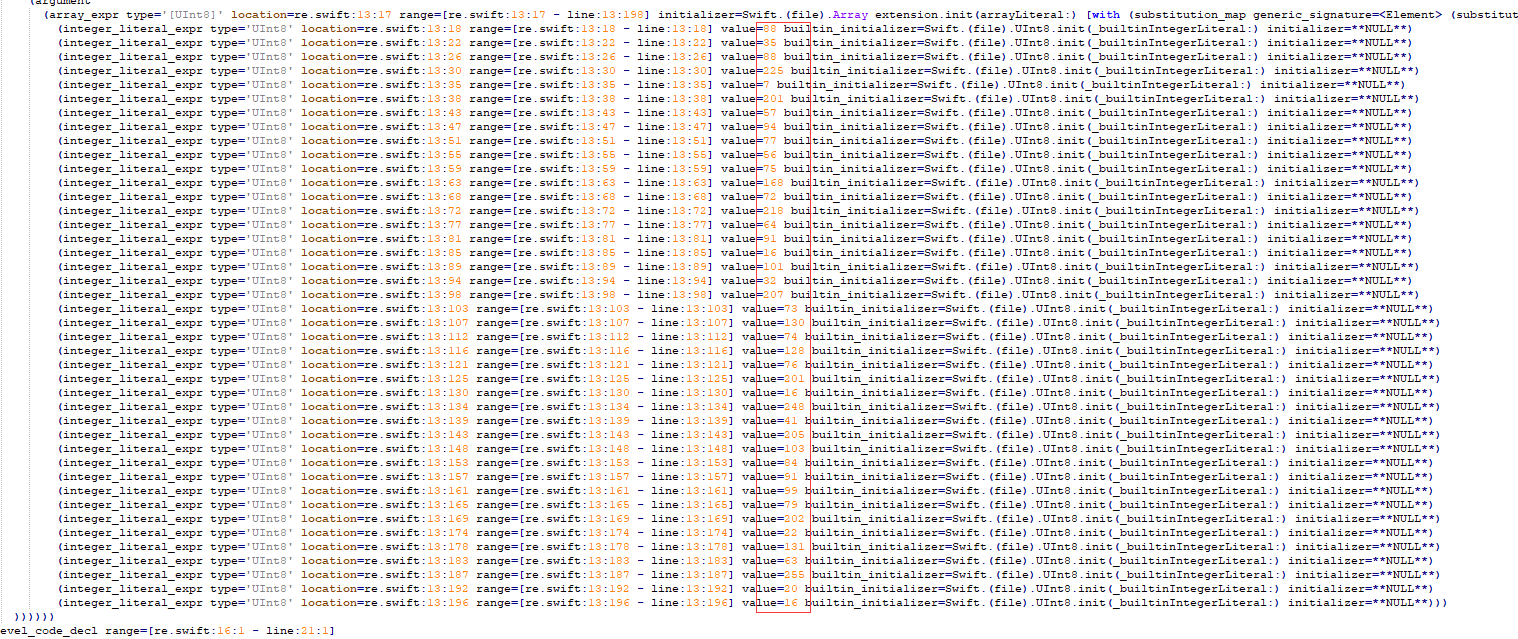 (argument
(array_expr type='[UInt8]' location=re.swift:13:17 range=[re.swift:13:17 - line:13:198] initializer=Swift.(file).Array extension.init(arrayLiteral:) [with (substitution_map generic_signature=<Element> (substitut
(integer_literal_expr type='UInt8' location=re.swift:13:18 range=[re.swift:13:18 - line:13:18] value=88 builtin_initializer=Swift.(file).UInt8.init(_builtinIntegerLiteral:) initializer=**NULL**)
(integer_literal_expr type='UInt8' location=re.swift:13:22 range=[re.swift:13:22 - line:13:22] value=35 builtin_initializer=Swift.(file).UInt8.init(_builtinIntegerLiteral:) initializer=**NULL**)
(integer_literal_expr type='UInt8' location=re.swift:13:26 range=[re.swift:13:26 - line:13:26] value=88 builtin_initializer=Swift.(file).UInt8.init(_builtinIntegerLiteral:) initializer=**NULL**)
(integer_literal_expr type='UInt8' location=re.swift:13:30 range=[re.swift:13:30 - line:13:30] value=225 builtin_initializer=Swift.(file).UInt8.init(_builtinIntegerLiteral:) initializer=**NULL**)
(integer_literal_expr type='UInt8' location=re.swift:13:35 range=[re.swift:13:35 - line:13:35] value=7 builtin_initializer=Swift.(file).UInt8.init(_builtinIntegerLiteral:) initializer=**NULL**)
(integer_literal_expr type='UInt8' location=re.swift:13:38 range=[re.swift:13:38 - line:13:38] value=201 builtin_initializer=Swift.(file).UInt8.init(_builtinIntegerLiteral:) initializer=**NULL**)
(integer_literal_expr type='UInt8' location=re.swift:13:43 range=[re.swift:13:43 - line:13:43] value=57 builtin_initializer=Swift.(file).UInt8.init(_builtinIntegerLiteral:) initializer=**NULL**)
(integer_literal_expr type='UInt8' location=re.swift:13:47 range=[re.swift:13:47 - line:13:47] value=94 builtin_initializer=Swift.(file).UInt8.init(_builtinIntegerLiteral:) initializer=**NULL**)
(integer_literal_expr type='UInt8' location=re.swift:13:51 range=[re.swift:13:51 - line:13:51] value=77 builtin_initializer=Swift.(file).UInt8.init(_builtinIntegerLiteral:) initializer=**NULL**)
(integer_literal_expr type='UInt8' location=re.swift:13:55 range=[re.swift:13:55 - line:13:55] value=56 builtin_initializer=Swift.(file).UInt8.init(_builtinIntegerLiteral:) initializer=**NULL**)
(integer_literal_expr type='UInt8' location=re.swift:13:59 range=[re.swift:13:59 - line:13:59] value=75 builtin_initializer=Swift.(file).UInt8.init(_builtinIntegerLiteral:) initializer=**NULL**)
(integer_literal_expr type='UInt8' location=re.swift:13:63 range=[re.swift:13:63 - line:13:63] value=168 builtin_initializer=Swift.(file).UInt8.init(_builtinIntegerLiteral:) initializer=**NULL**)
(integer_literal_expr type='UInt8' location=re.swift:13:68 range=[re.swift:13:68 - line:13:68] value=72 builtin_initializer=Swift.(file).UInt8.init(_builtinIntegerLiteral:) initializer=**NULL**)
(integer_literal_expr type='UInt8' location=re.swift:13:72 range=[re.swift:13:72 - line:13:72] value=218 builtin_initializer=Swift.(file).UInt8.init(_builtinIntegerLiteral:) initializer=**NULL**)
(integer_literal_expr type='UInt8' location=re.swift:13:77 range=[re.swift:13:77 - line:13:77] value=64 builtin_initializer=Swift.(file).UInt8.init(_builtinIntegerLiteral:) initializer=**NULL**)
(integer_literal_expr type='UInt8' location=re.swift:13:81 range=[re.swift:13:81 - line:13:81] value=91 builtin_initializer=Swift.(file).UInt8.init(_builtinIntegerLiteral:) initializer=**NULL**)
(integer_literal_expr type='UInt8' location=re.swift:13:85 range=[re.swift:13:85 - line:13:85] value=16 builtin_initializer=Swift.(file).UInt8.init(_builtinIntegerLiteral:) initializer=**NULL**)
(integer_literal_expr type='UInt8' location=re.swift:13:89 range=[re.swift:13:89 - line:13:89] value=101 builtin_initializer=Swift.(file).UInt8.init(_builtinIntegerLiteral:) initializer=**NULL**)
(integer_literal_expr type='UInt8' location=re.swift:13:94 range=[re.swift:13:94 - line:13:94] value=32 builtin_initializer=Swift.(file).UInt8.init(_builtinIntegerLiteral:) initializer=**NULL**)
(integer_literal_expr type='UInt8' location=re.swift:13:98 range=[re.swift:13:98 - line:13:98] value=207 builtin_initializer=Swift.(file).UInt8.init(_builtinIntegerLiteral:) initializer=**NULL**)
(integer_literal_expr type='UInt8' location=re.swift:13:103 range=[re.swift:13:103 - line:13:103] value=73 builtin_initializer=Swift.(file).UInt8.init(_builtinIntegerLiteral:) initializer=**NULL**)
(integer_literal_expr type='UInt8' location=re.swift:13:107 range=[re.swift:13:107 - line:13:107] value=130 builtin_initializer=Swift.(file).UInt8.init(_builtinIntegerLiteral:) initializer=**NULL**)
(integer_literal_expr type='UInt8' location=re.swift:13:112 range=[re.swift:13:112 - line:13:112] value=74 builtin_initializer=Swift.(file).UInt8.init(_builtinIntegerLiteral:) initializer=**NULL**)
(integer_literal_expr type='UInt8' location=re.swift:13:116 range=[re.swift:13:116 - line:13:116] value=128 builtin_initializer=Swift.(file).UInt8.init(_builtinIntegerLiteral:) initializer=**NULL**)
(integer_literal_expr type='UInt8' location=re.swift:13:121 range=[re.swift:13:121 - line:13:121] value=76 builtin_initializer=Swift.(file).UInt8.init(_builtinIntegerLiteral:) initializer=**NULL**)
(integer_literal_expr type='UInt8' location=re.swift:13:125 range=[re.swift:13:125 - line:13:125] value=201 builtin_initializer=Swift.(file).UInt8.init(_builtinIntegerLiteral:) initializer=**NULL**)
(integer_literal_expr type='UInt8' location=re.swift:13:130 range=[re.swift:13:130 - line:13:130] value=16 builtin_initializer=Swift.(file).UInt8.init(_builtinIntegerLiteral:) initializer=**NULL**)
(integer_literal_expr type='UInt8' location=re.swift:13:134 range=[re.swift:13:134 - line:13:134] value=248 builtin_initializer=Swift.(file).UInt8.init(_builtinIntegerLiteral:) initializer=**NULL**)
(integer_literal_expr type='UInt8' location=re.swift:13:139 range=[re.swift:13:139 - line:13:139] value=41 builtin_initializer=Swift.(file).UInt8.init(_builtinIntegerLiteral:) initializer=**NULL**)
(integer_literal_expr type='UInt8' location=re.swift:13:143 range=[re.swift:13:143 - line:13:143] value=205 builtin_initializer=Swift.(file).UInt8.init(_builtinIntegerLiteral:) initializer=**NULL**)
(integer_literal_expr type='UInt8' location=re.swift:13:148 range=[re.swift:13:148 - line:13:148] value=103 builtin_initializer=Swift.(file).UInt8.init(_builtinIntegerLiteral:) initializer=**NULL**)
(integer_literal_expr type='UInt8' location=re.swift:13:153 range=[re.swift:13:153 - line:13:153] value=84 builtin_initializer=Swift.(file).UInt8.init(_builtinIntegerLiteral:) initializer=**NULL**)
(integer_literal_expr type='UInt8' location=re.swift:13:157 range=[re.swift:13:157 - line:13:157] value=91 builtin_initializer=Swift.(file).UInt8.init(_builtinIntegerLiteral:) initializer=**NULL**)
(integer_literal_expr type='UInt8' location=re.swift:13:161 range=[re.swift:13:161 - line:13:161] value=99 builtin_initializer=Swift.(file).UInt8.init(_builtinIntegerLiteral:) initializer=**NULL**)
(integer_literal_expr type='UInt8' location=re.swift:13:165 range=[re.swift:13:165 - line:13:165] value=79 builtin_initializer=Swift.(file).UInt8.init(_builtinIntegerLiteral:) initializer=**NULL**)
(integer_literal_expr type='UInt8' location=re.swift:13:169 range=[re.swift:13:169 - line:13:169] value=202 builtin_initializer=Swift.(file).UInt8.init(_builtinIntegerLiteral:) initializer=**NULL**)
(integer_literal_expr type='UInt8' location=re.swift:13:174 range=[re.swift:13:174 - line:13:174] value=22 builtin_initializer=Swift.(file).UInt8.init(_builtinIntegerLiteral:) initializer=**NULL**)
(integer_literal_expr type='UInt8' location=re.swift:13:178 range=[re.swift:13:178 - line:13:178] value=131 builtin_initializer=Swift.(file).UInt8.init(_builtinIntegerLiteral:) initializer=**NULL**)
(integer_literal_expr type='UInt8' location=re.swift:13:183 range=[re.swift:13:183 - line:13:183] value=63 builtin_initializer=Swift.(file).UInt8.init(_builtinIntegerLiteral:) initializer=**NULL**)
(integer_literal_expr type='UInt8' location=re.swift:13:187 range=[re.swift:13:187 - line:13:187] value=255 builtin_initializer=Swift.(file).UInt8.init(_builtinIntegerLiteral:) initializer=**NULL**)
(integer_literal_expr type='UInt8' location=re.swift:13:192 range=[re.swift:13:192 - line:13:192] value=20 builtin_initializer=Swift.(file).UInt8.init(_builtinIntegerLiteral:) initializer=**NULL**)
(integer_literal_expr type='UInt8' location=re.swift:13:196 range=[re.swift:13:196 - line:13:196] value=16 builtin_initializer=Swift.(file).UInt8.init(_builtinIntegerLiteral:) initializer=**NULL**)))
))))))
evel_code_decl range=[re.swift:16:1 - line:21:1]